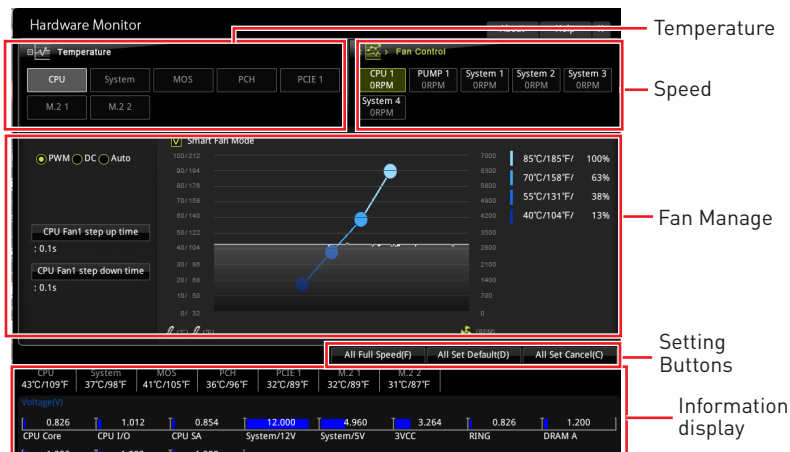 Hardware Monitor
About Help X
Temperature
Temperature
Fan Control
CPU System MOS PCH PCIE 1
M.2 1 M.2 2
CPU 1 PUMP 1 System 1 System 2 System 3
0RPM 0RPM 0RPM 0RPM 0RPM
System 4
0RPM
Speed
Smart Fan Mode
PWM DC Auto
100/212 7000
90/194 6300
80/176 5600
70/158 4900
60/140 4200
50/122 3500
40/104 2800
30/ 86 2100
20/ 68 1400
10/ 50 700
0/ 32 0
(°C) (°F) (RPM)
85°C/185°F/ 100%
70°C/158°F/ 63%
55°C/131°F/ 38%
40°C/104°F/ 13%
CPU Fan1 step up time
: 0.1s
CPU Fan1 step down time
: 0.1s
Fan Manage
All Full Speed(F) All Set Default(D) All Set Cancel(C)
Setting
Buttons
CPU System MOS PCH PCIE 1 M.2 1 M.2 2
43°C/109°F 37°C/98°F 41°C/105°F 36°C/96°F 32°C/89°F 32°C/89°F 31°C/87°F
Voltage(V)
0.826 1.012 0.854 12.000 4.960 3.264 0.826 1.200
CPU Core CPU I/O CPU SA System/12V System/5V 3VCC RING DRAM A
Information
display